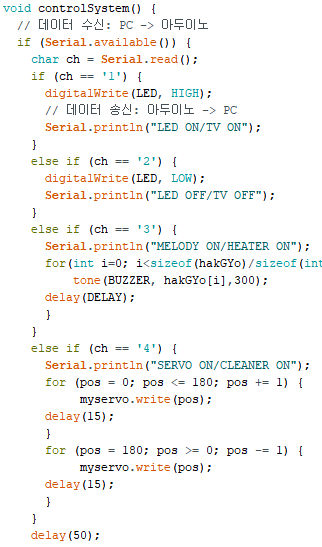 void controlSystem() {
  // 데이터 수신: PC -> 아두이노
  if (Serial.available()) {
    char ch = Serial.read();
    if (ch == '1') {
      digitalWrite(LED, HIGH);
      // 데이터 송신: 아두이노 -> PC
      Serial.println("LED ON/TV ON");
    }
    else if (ch == '2') {
      digitalWrite(LED, LOW);
      Serial.println("LED OFF/TV OFF");
    }
    else if (ch == '3') {
      Serial.println("MELODY ON/HEATER ON");
      for(int i=0; i<sizeof(hakGYo)/sizeof(int
          tone(BUZZER, hakGYo[i],300);
      delay(DELAY);
      }
    }
    else if (ch == '4') {
      Serial.println("SERVO ON/CLEANER ON");
      for (pos = 0; pos <= 180; pos += 1) {
           myservo.write(pos);
      delay(15);
      }
      for (pos = 180; pos >= 0; pos -= 1) {
           myservo.write(pos);
      delay(15);
      }
    }
    delay(50);